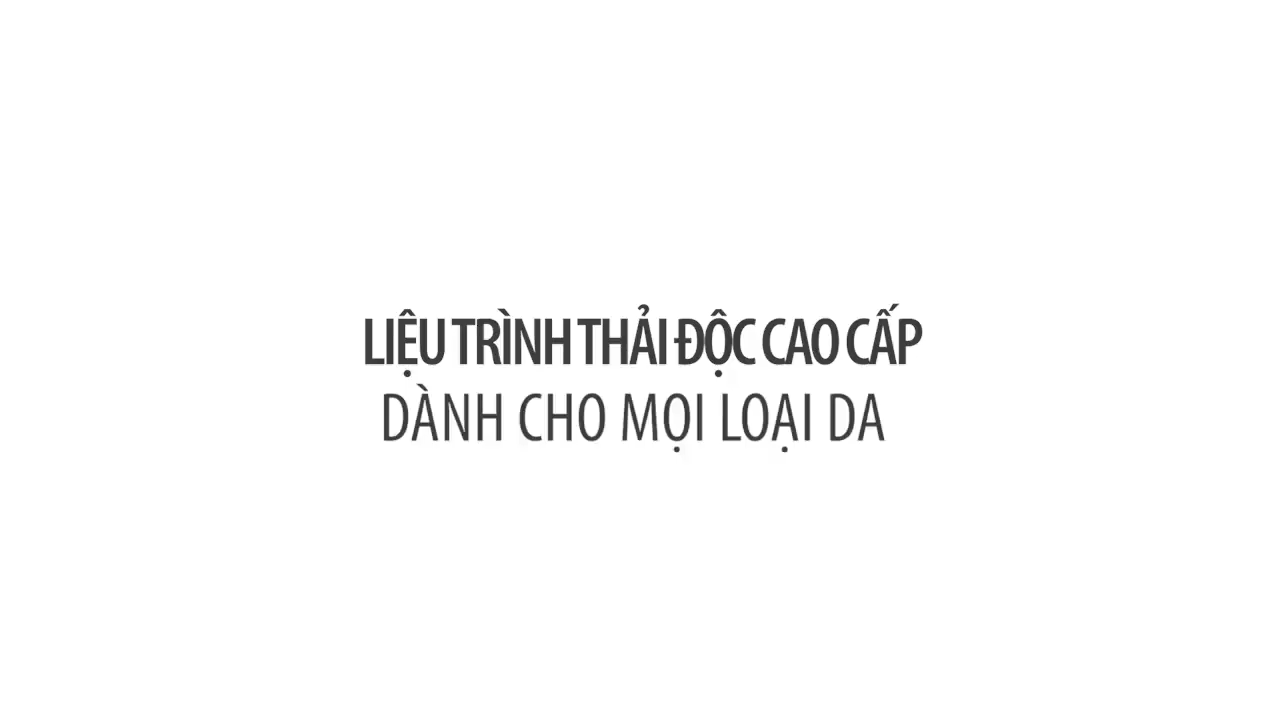 LIỆU TRÌNH THẢI ĐỘC CAO CẤP
DÀNH CHO MỌI LOẠI DA